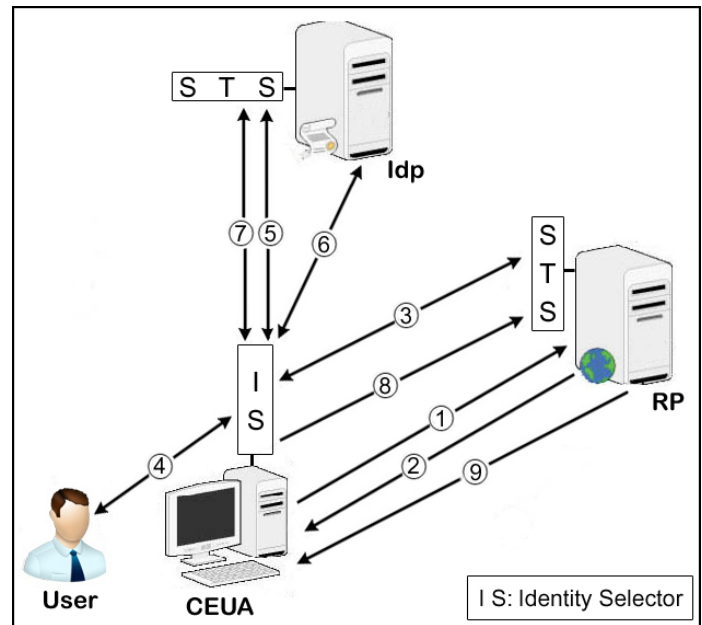 S T S
Idp
7
5
6
S
T
S
3
I
S
8
1
RP
4
2
9
User
CEUA
I S: Identity Selector